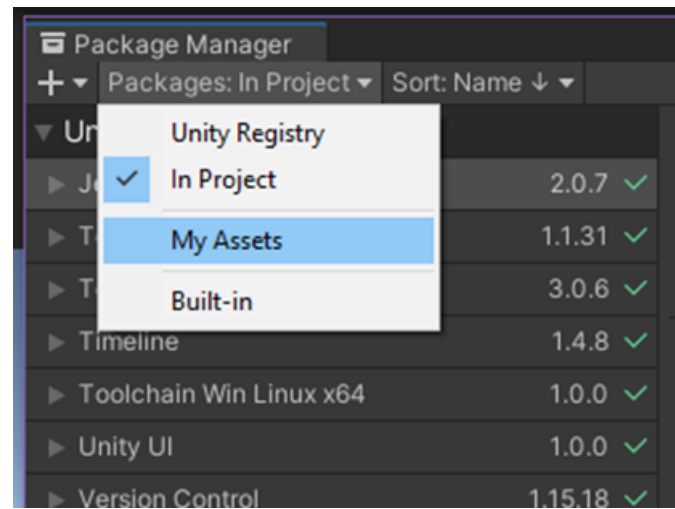 Package Manager
+ Packages: In Project Sort: Name ↓
Unity Registry
In Project
2.0.7
My Assets
1.1.31
Built-in
3.0.6
Timeline 1.4.8
Toolchain Win Linux x64 1.0.0
Unity UI 1.0.0
Version Control 1.15.18